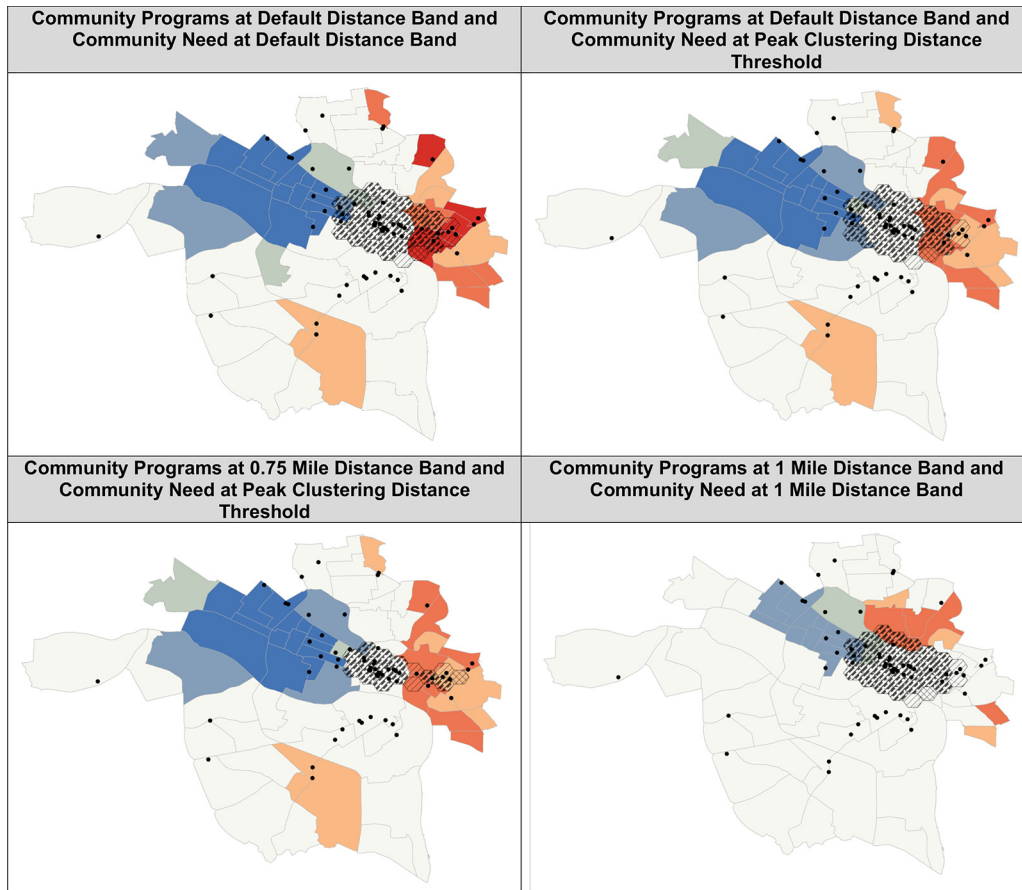 Community Programs at Default Distance Band and
Community Need at Default Distance Band
Community Programs at Default Distance Band and
Community Need at Peak Clustering Distance
Threshold
Community Programs at 0.75 Mile Distance Band and
Community Need at Peak Clustering Distance
Threshold
Community Programs at 1 Mile Distance Band and
Community Need at 1 Mile Distance Band